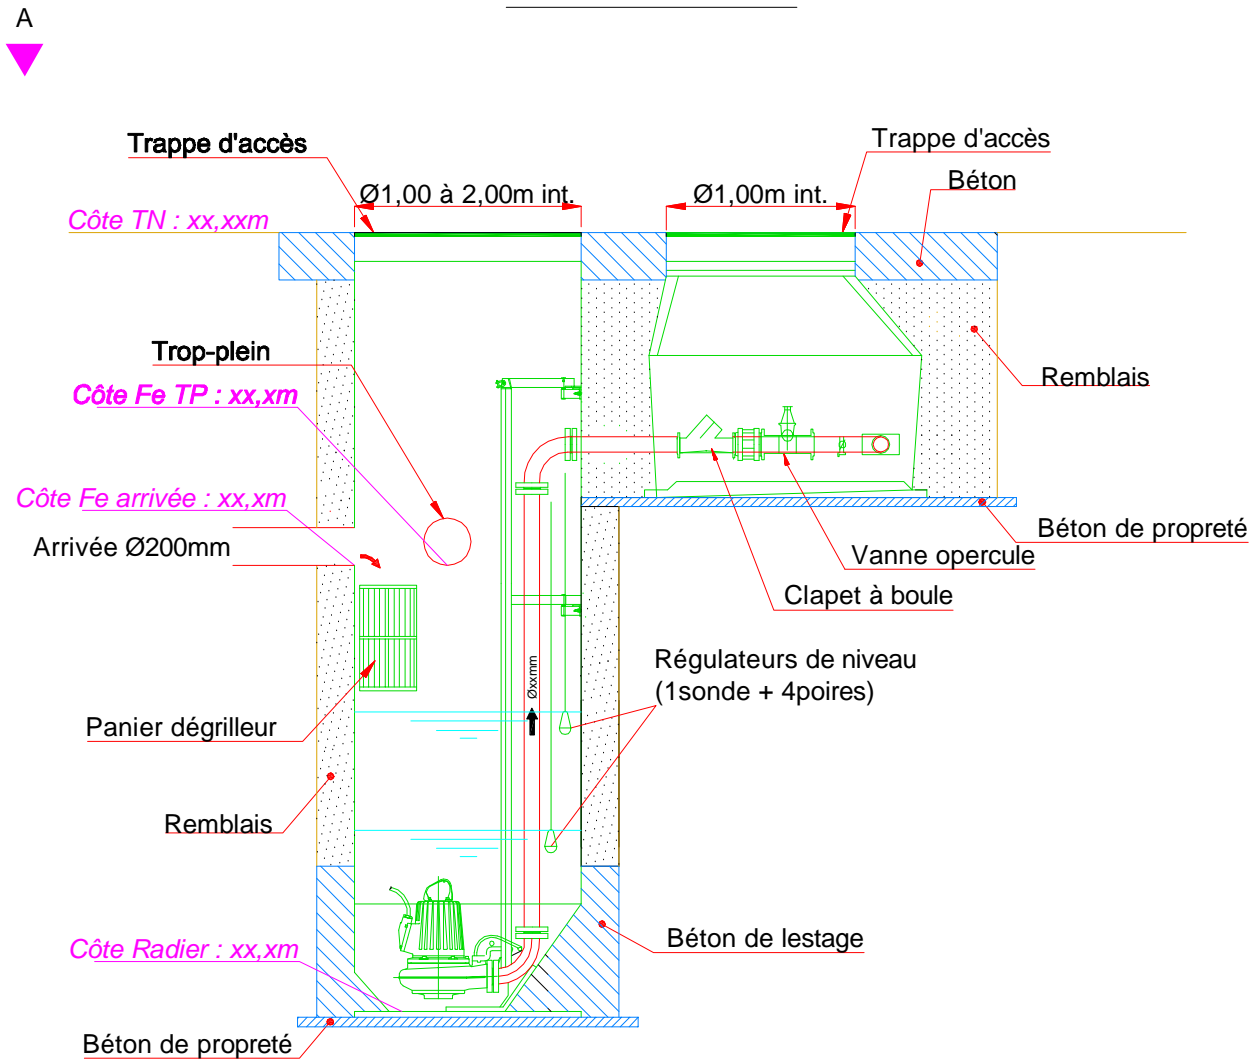 A
Trappe d'accès
Trappe d'accès
Ø1,00 à 2,00m int.
Ø1,00m int.
Béton
Côte TN : xx,xxm
Trop-plein
Côte Fe TP : xx,xm
Remblais
Côte Fe arrivée : xx,xm
Arrivée Ø200mm
Béton de propreté
Vanne opercule
Clapet à boule
Régulateurs de niveau
(1sonde + 4poires)
Øxxmm
Panier dégrilleur
Remblais
Côte Radier : xx,xm
Béton de lestage
Béton de propreté